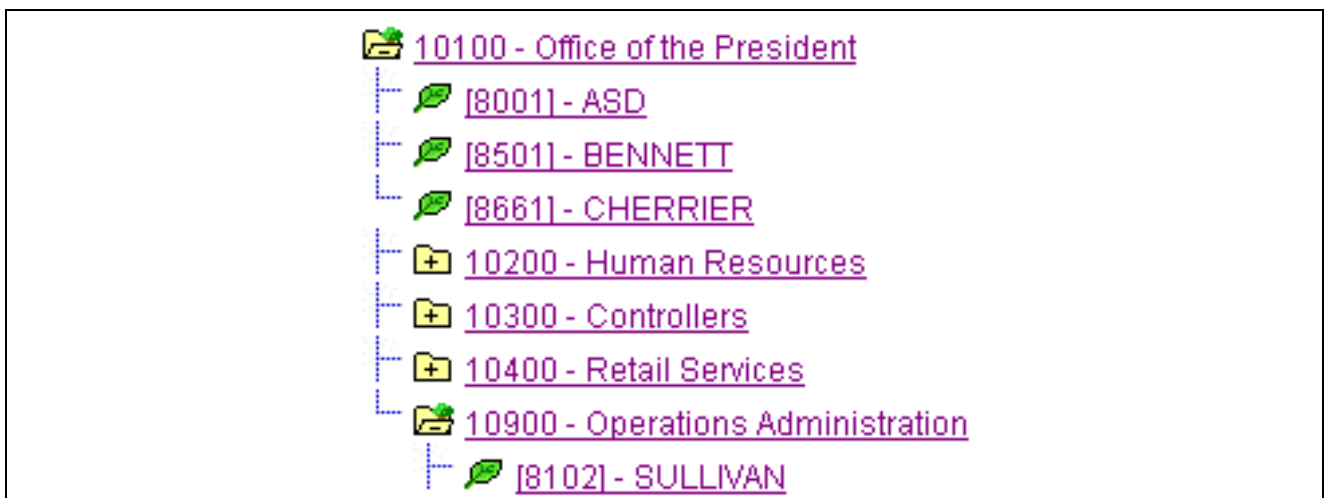 10100 - Office of the President
[8001] - ASD
[8501] - BENNETT
[8661] - CHERRIER
10200 - Human Resources
10300 - Controllers
10400 - Retail Services
10900 - Operations Administration
[8102] - SULLIVAN